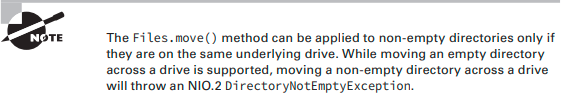 NOTE
The Files.move() method can be applied to non-empty directories only if
they are on the same underlying drive. While moving an empty directory
across a drive is supported, moving a non-empty directory across a drive
will throw an NIO.2 DirectoryNotEmptyException.